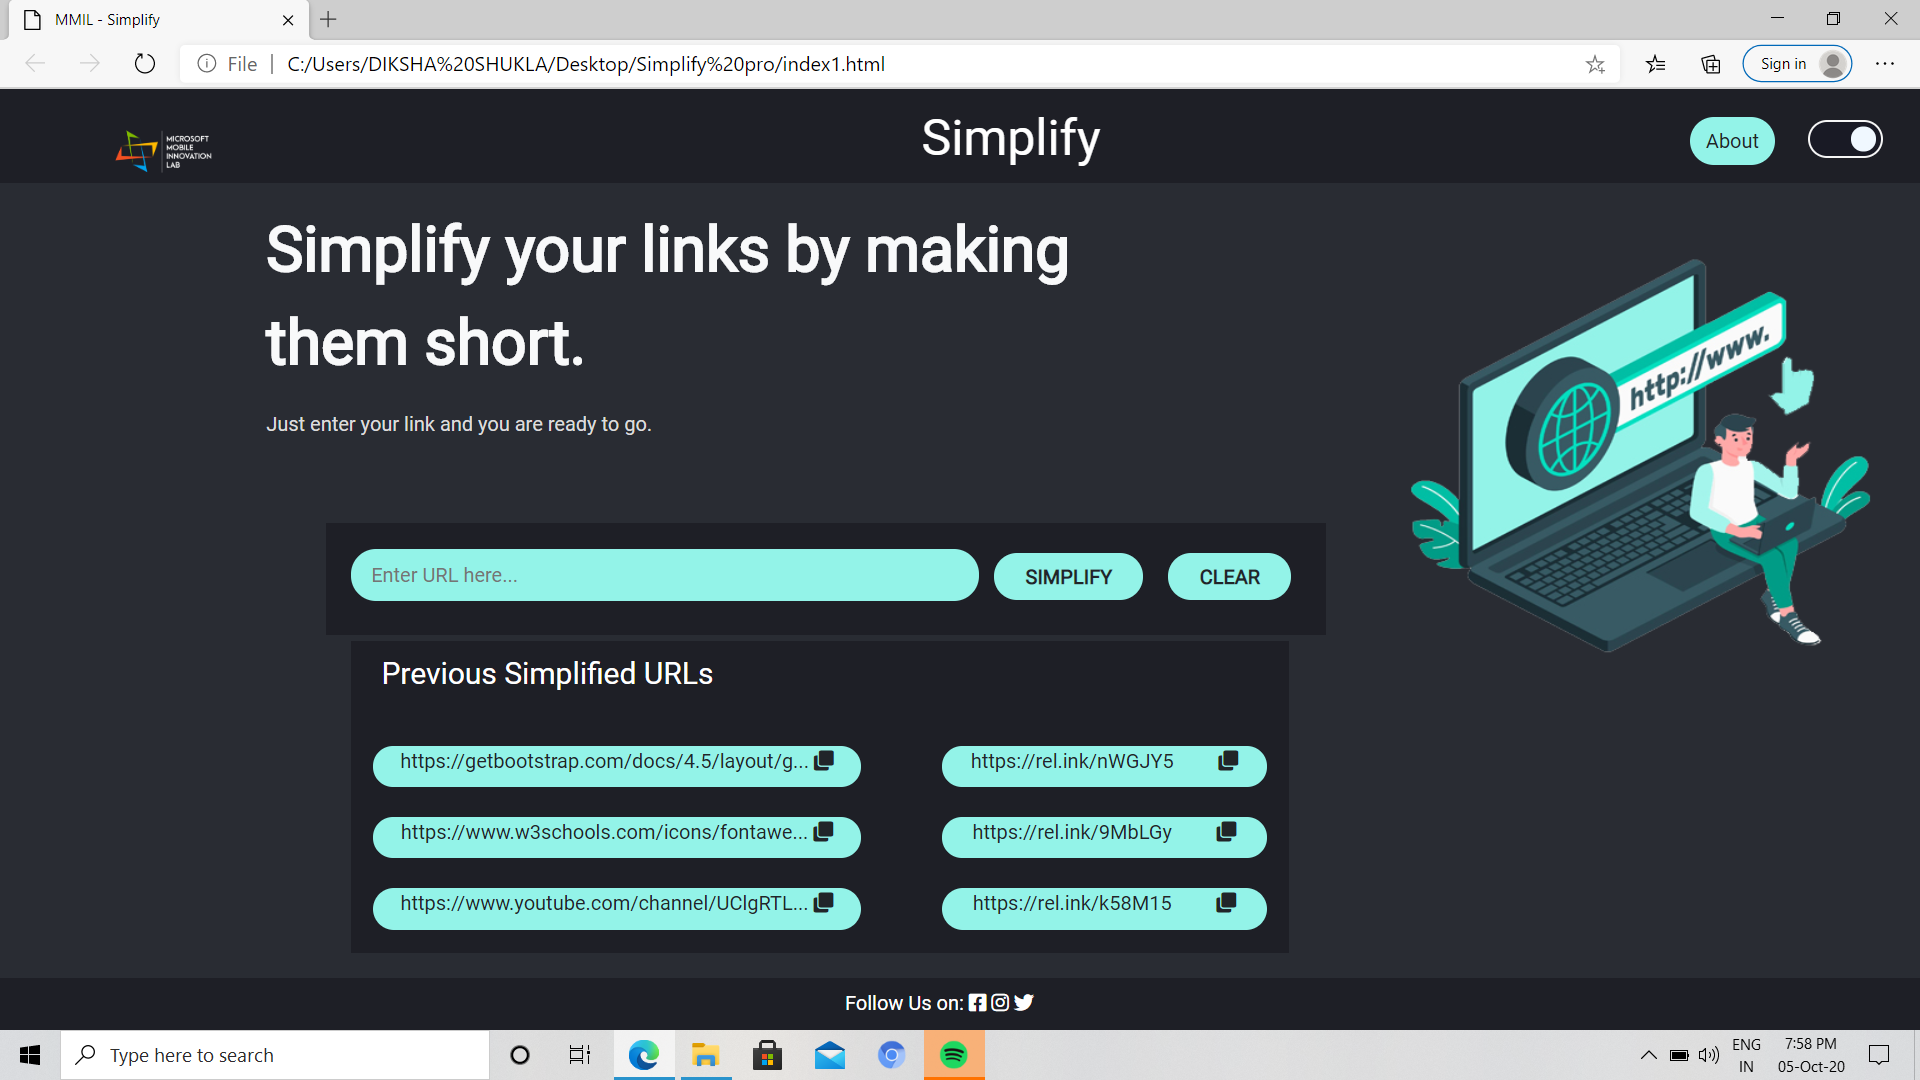 MMIL - Simplify
File | C:/Users/DIKSHA%20SHUKLA/Desktop/Simplify%20pro/index1.html
Sign in
MICROSOFT
MOBILE
INNOVATION
LAB
Simplify
About
Simplify your links by making
them short.
Just enter your link and you are ready to go.
http://www.
Enter URL here...
SIMPLIFY
CLEAR
Previous Simplified URLs
https://getbootstrap.com/docs/4.5/layout/g...
https://rel.ink/nWGJY5
https://www.w3schools.com/icons/fontawe...
https://rel.ink/9MbLGy
https://www.youtube.com/channel/UClgRTL...
https://rel.ink/k58M15
Follow Us on:
Type here to search
ENG
IN
7:58 PM
05-Oct-20